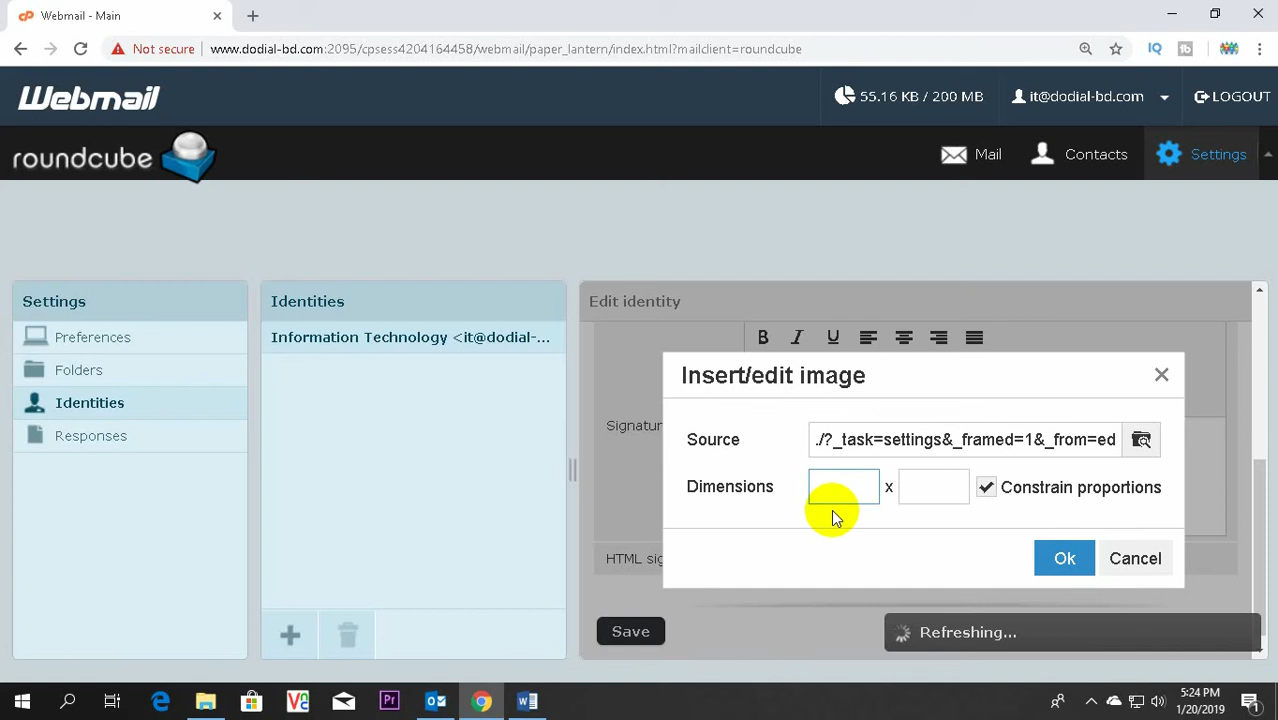 Webmail - Main
Not secure
www.dodial-bd.com:2095/cpsess4204164458/webmail/paper_lantern/index.html?mailclient=roundcube
Webmail
55.16 KB / 200 MB
it@dodial-bd.com
LOGOUT
roundcube
Mail
Contacts
Settings
Settings
Identities
Edit identity
Preferences
Folders
Identities
Responses
Information Technology <it@dodial-...
B I U
Insert/edit image
Signatur
Source
./?_task=settings&_framed=1&_from=ed
Dimensions
x
Constrain proportions
HTML sig
Ok
Cancel
Save
Refreshing...
5:24 PM
1/20/2019